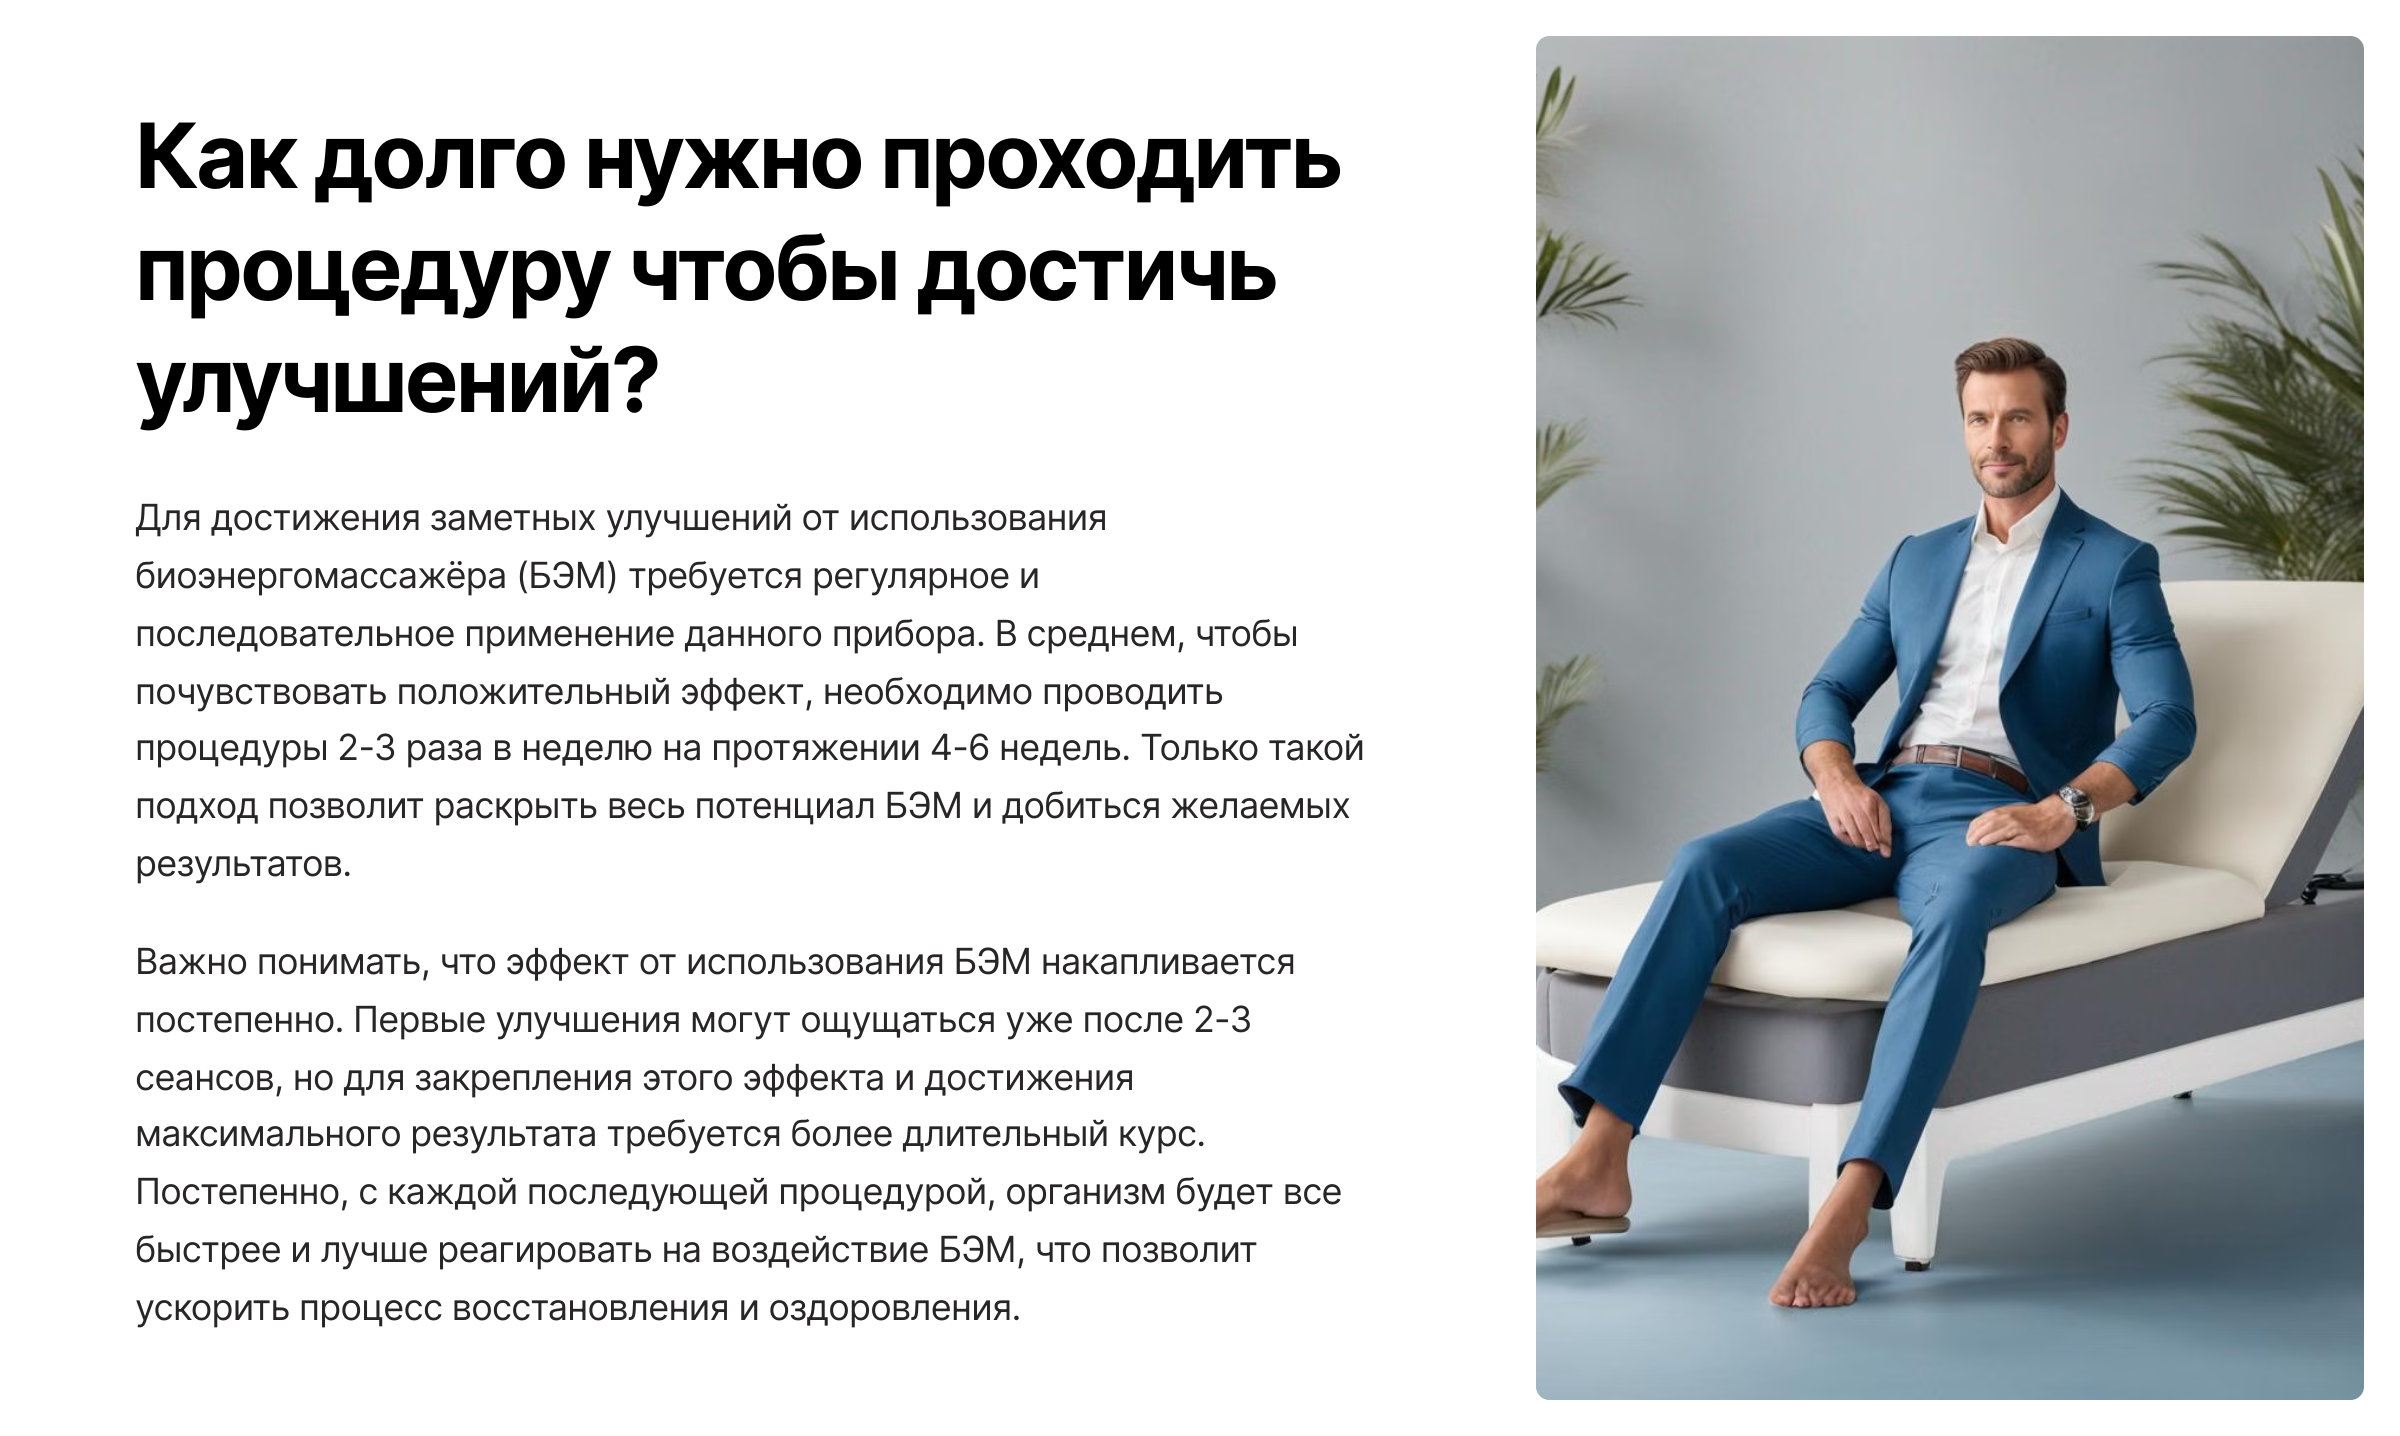 Как долго нужно проходить
процедуру чтобы достичь
улучшений?
Для достижения заметных улучшений от использования
биоэнергомассажёра (БЭМ) требуется регулярное и
последовательное применение данного прибора. В среднем, чтобы
почувствовать положительный эффект, необходимо проводить
процедуры 2-3 раза в неделю на протяжении 4-6 недель. Только такой
подход позволит раскрыть весь потенциал БЭМ и добиться желаемых
результатов.
Важно понимать, что эффект от использования БЭМ накапливается
постепенно. Первые улучшения могут ощущаться уже после 2-3
сеансов, но для закрепления этого эффекта и достижения
максимального результата требуется более длительный курс.
Постепенно, с каждой последующей процедурой, организм будет все
быстрее и лучше реагировать на воздействие БЭМ, что позволит
ускорить процесс восстановления и оздоровления.